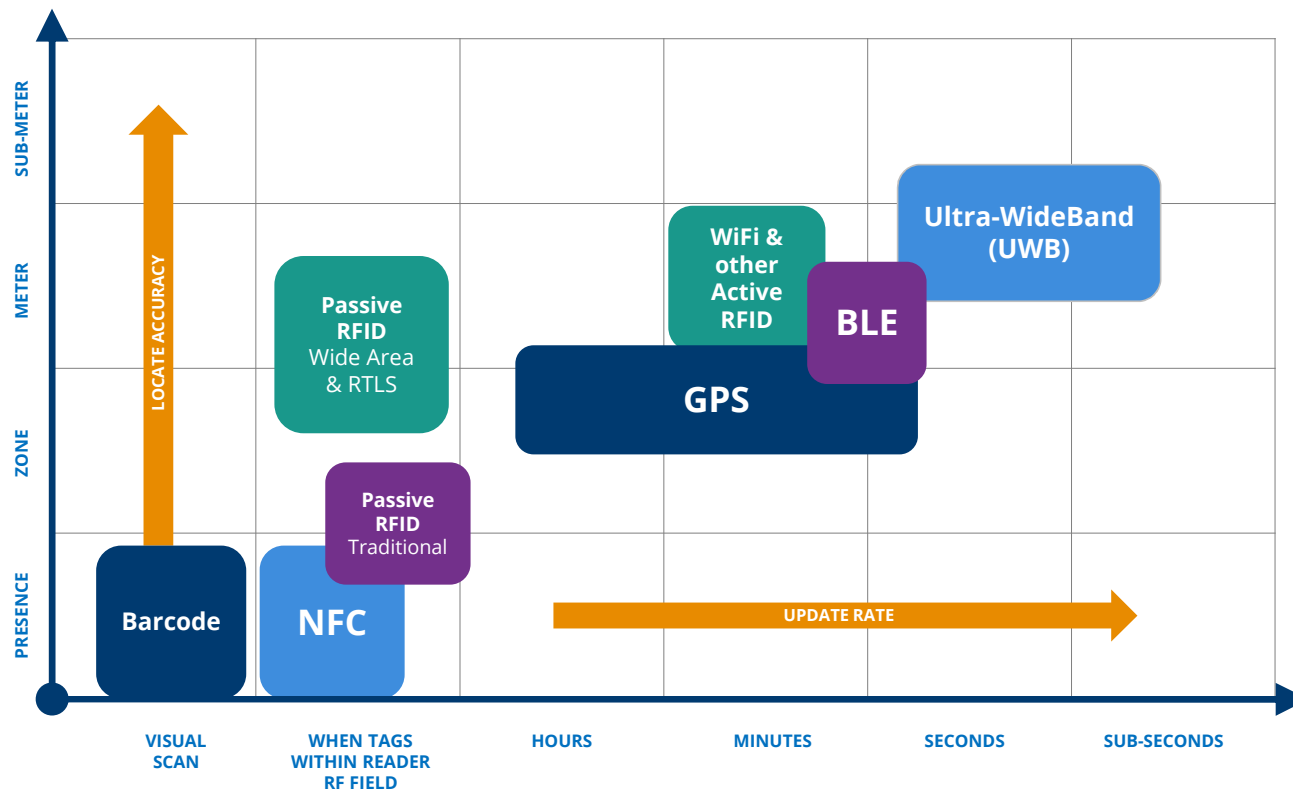 SUB-METER
METER
ZONE
PRESENCE
LOCATE ACCURACY
Ultra-WideBand
(UWB)
WiFi &
other
Active
RFID
BLE
Passive
RFID
Wide Area
& RTLS
GPS
Passive
RFID
Traditional
Barcode
NFC
UPDATE RATE
VISUAL
SCAN
WHEN TAGS
WITHIN READER
RF FIELD
HOURS
MINUTES
SECONDS
SUB-SECONDS